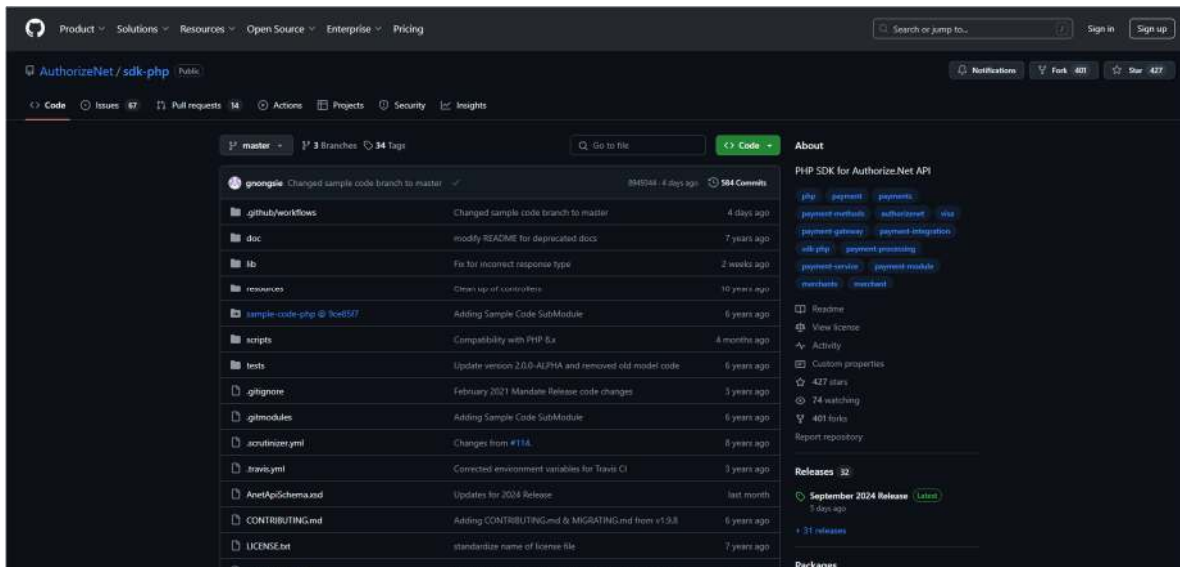 Product Solutions Resources Open Source Enterprise Pricing
Search or jump to... / Sign in Sign up
AuthorizeNet / sdk-php Public
Notifications Fork 401 Star 427
Code Issues 67 Pull requests 14 Actions Projects Security Insights
master 3 Branches 34 Tags Go to file Code
gnongsie Changed sample code branch to master 4 days ago 584 Commits
.github/workflows Changed sample code branch to master 4 days ago
doc modify README for deprecated docs 7 years ago
lib Fix for incorrect response type 2 weeks ago
resources Clean up of controllers 10 years ago
sample-code-php @ 9ce85f7 Adding Sample Code SubModule 6 years ago
scripts Compatibility with PHP 8.x 4 months ago
tests Update version 2.0.0-ALPHA and removed old model code 6 years ago
.gitignore February 2021 Mandate Release code changes 3 years ago
.gitmodules Adding Sample Code SubModule 6 years ago
.scrutinizer.yml Changes from #114. 8 years ago
.travis.yml Corrected environment variables for Travis CI 3 years ago
AnetApiSchema.xsd Updates for 2024 Release last month
CONTRIBUTING.md Adding CONTRIBUTING.md & MIGRATING.md from v1.9.8 6 years ago
LICENSE.txt standardize name of license file 7 years ago
About
PHP SDK for Authorize.Net API
php payment payments
payment-methods authorizenet visa
payment-gateway payment-integration
sdk-php payment-processing
payment-service payment-module
merchants merchant
Readme
View license
Activity
Custom properties
427 stars
74 watching
401 forks
Report repository
Releases 32
September 2024 Release Latest
5 days ago
+ 31 releases
Packages